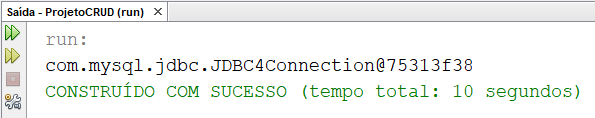 Saída - ProjetoCRUD (run)
run:
com.mysql.jdbc.JDBC4Connection@75313f38
CONSTRUÍDO COM SUCESSO (tempo total: 10 segundos)